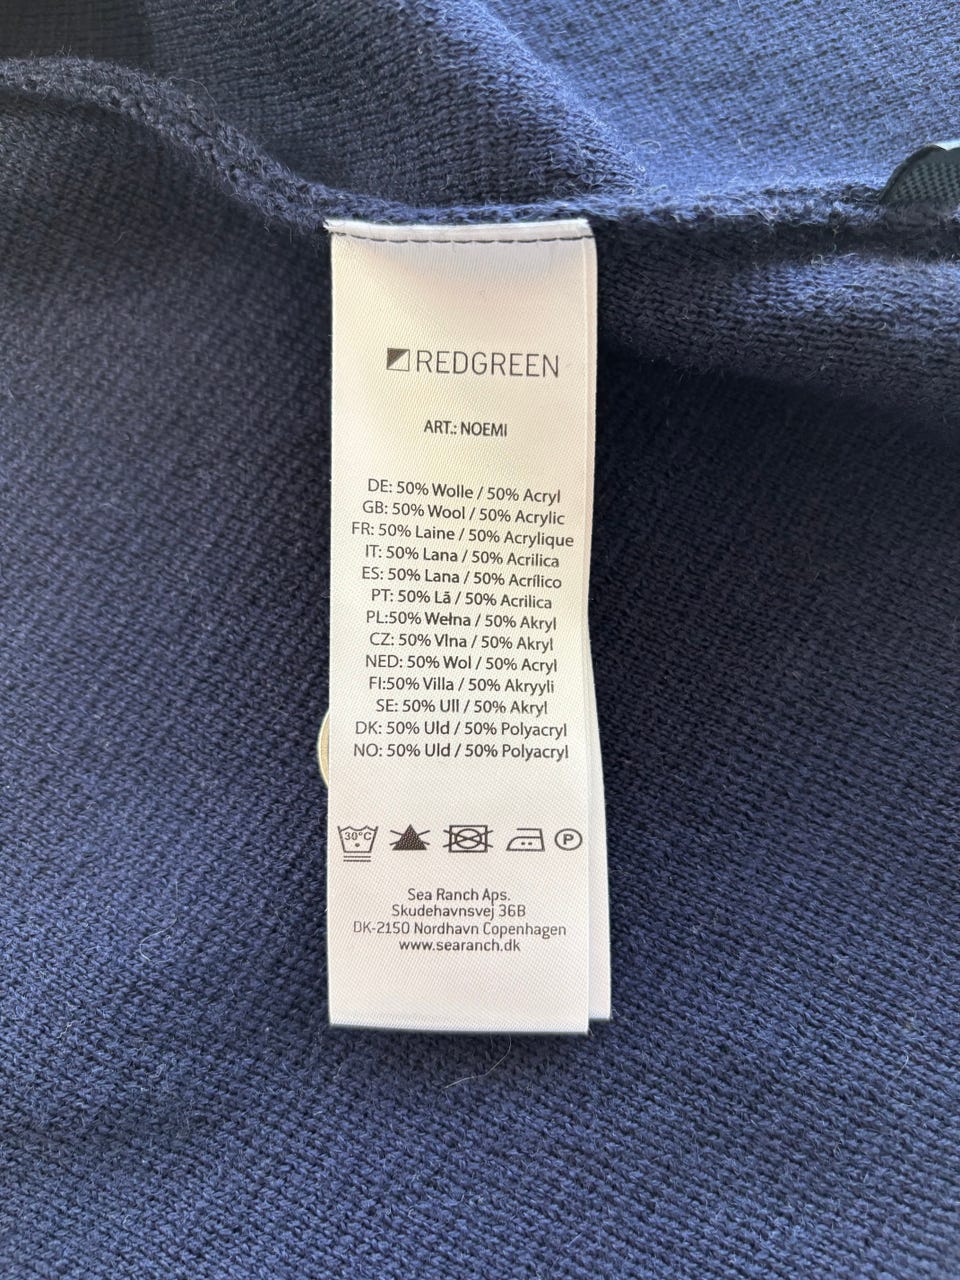 REDGREEN
ART.: NOEMI
DE: 50% Wolle / 50% Acryl
GB: 50% Wool / 50% Acrylic
FR: 50% Laine / 50% Acrylique
IT: 50% Lana / 50% Acrilica
ES: 50% Lana / 50% Acrílico
PT: 50% Lã / 50% Acrilica
PL:50% Wełna / 50% Akryl
CZ: 50% Vlna / 50% Akryl
NED: 50% Wol / 50% Acryl
FI:50% Villa / 50% Akryyli
SE: 50% Ull / 50% Akryl
DK: 50% Uld / 50% Polyacryl
NO: 50% Uld / 50% Polyacryl
30°C P
Sea Ranch Aps.
Skudehavnsvej 36B
DK-2150 Nordhavn Copenhagen
www.searanch.dk